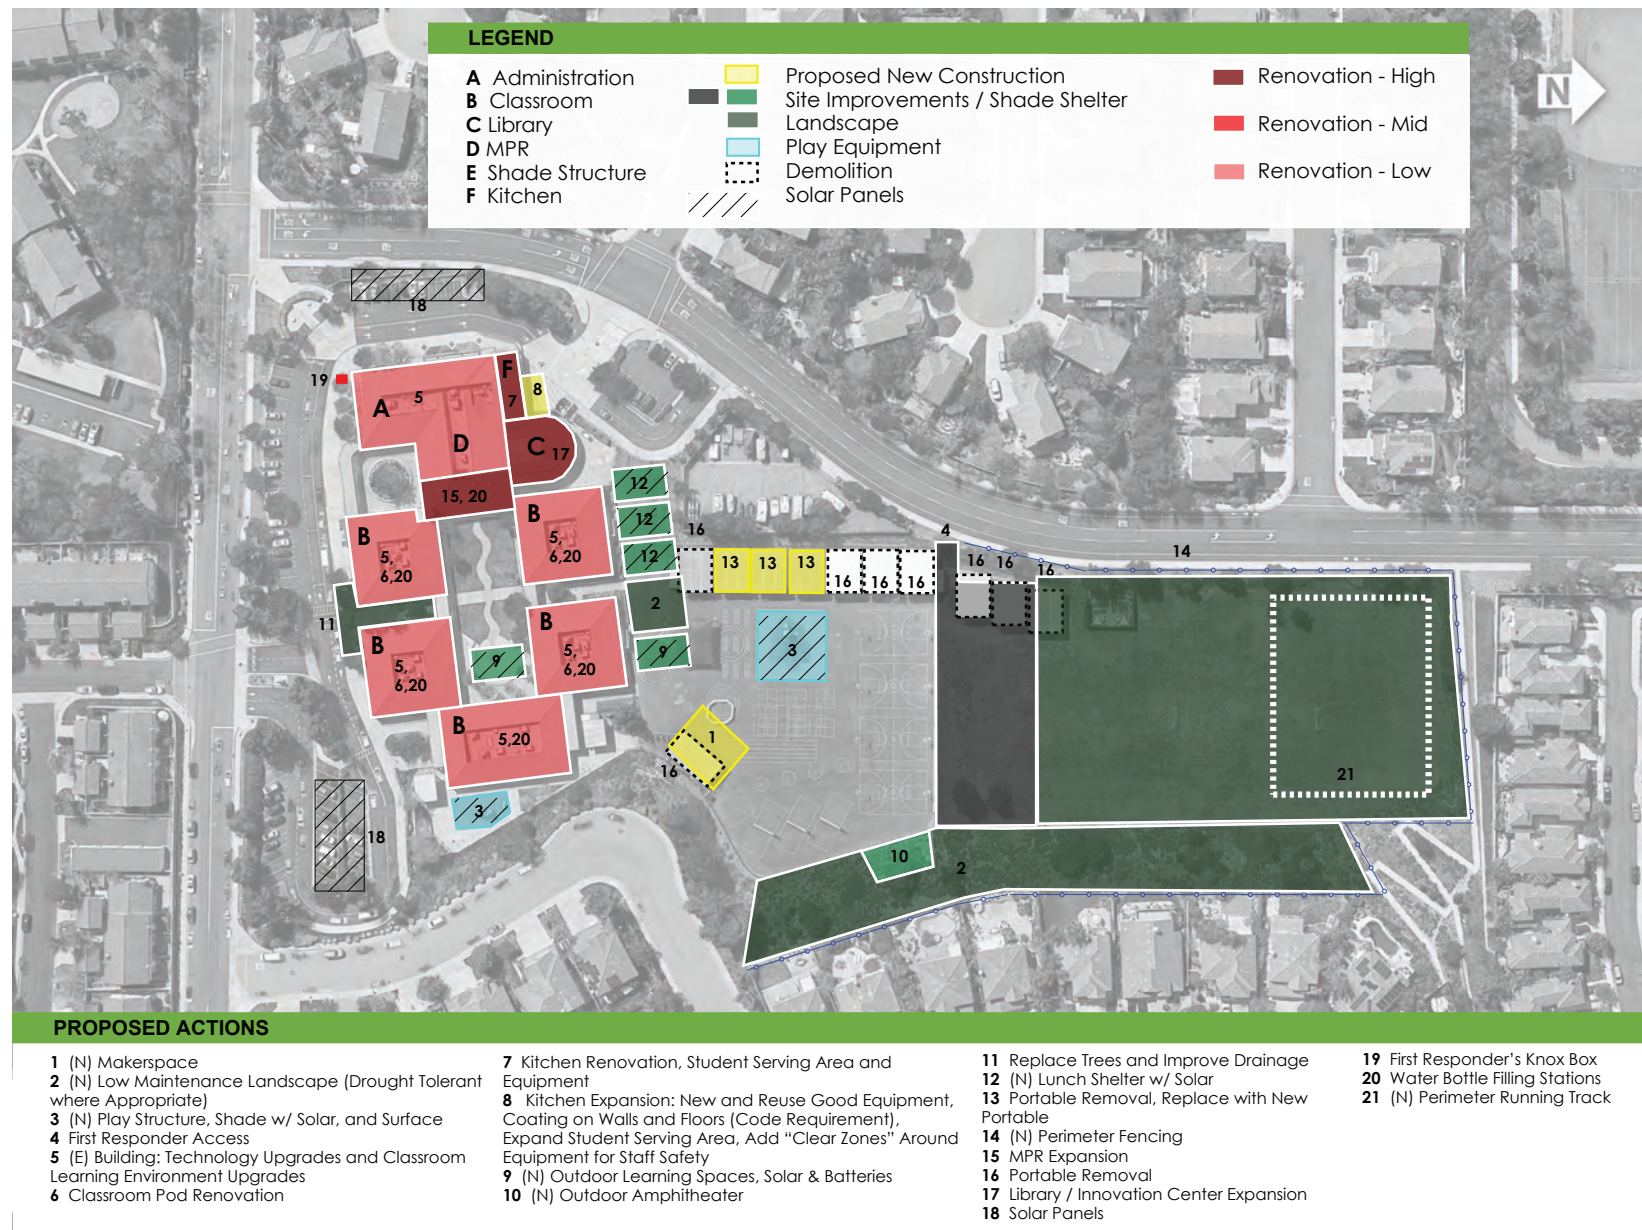 LEGEND
A Administration
B Classroom
C Library
D MPR
E Shade Structure
F Kitchen
Proposed New Construction
Site Improvements / Shade Shelter
Landscape
Play Equipment
Demolition
Solar Panels
Renovation - High
Renovation - Mid
Renovation - Low
N
18
19
A
5
F
7
8
D
C
17
15, 20
12
12
12
B
5,
6,20
B
5,
6,20
16
13
13
13
16
16
16
4
16
16
16
14
11
2
B
5,
6,20
B
5,
6,20
9
9
3
B
5,20
1
16
3
18
10
2
21
PROPOSED ACTIONS
1 (N) Makerspace
2 (N) Low Maintenance Landscape (Drought Tolerant
where Appropriate)
3 (N) Play Structure, Shade w/ Solar, and Surface
4 First Responder Access
5 (E) Building: Technology Upgrades and Classroom
Learning Environment Upgrades
6 Classroom Pod Renovation
7 Kitchen Renovation, Student Serving Area and
Equipment
8 Kitchen Expansion: New and Reuse Good Equipment,
Coating on Walls and Floors (Code Requirement),
Expand Student Serving Area, Add “Clear Zones” Around
Equipment for Staff Safety
9 (N) Outdoor Learning Spaces, Solar & Batteries
10 (N) Outdoor Amphitheater
11 Replace Trees and Improve Drainage
12 (N) Lunch Shelter w/ Solar
13 Portable Removal, Replace with New
Portable
14 (N) Perimeter Fencing
15 MPR Expansion
16 Portable Removal
17 Library / Innovation Center Expansion
18 Solar Panels
19 First Responder’s Knox Box
20 Water Bottle Filling Stations
21 (N) Perimeter Running Track